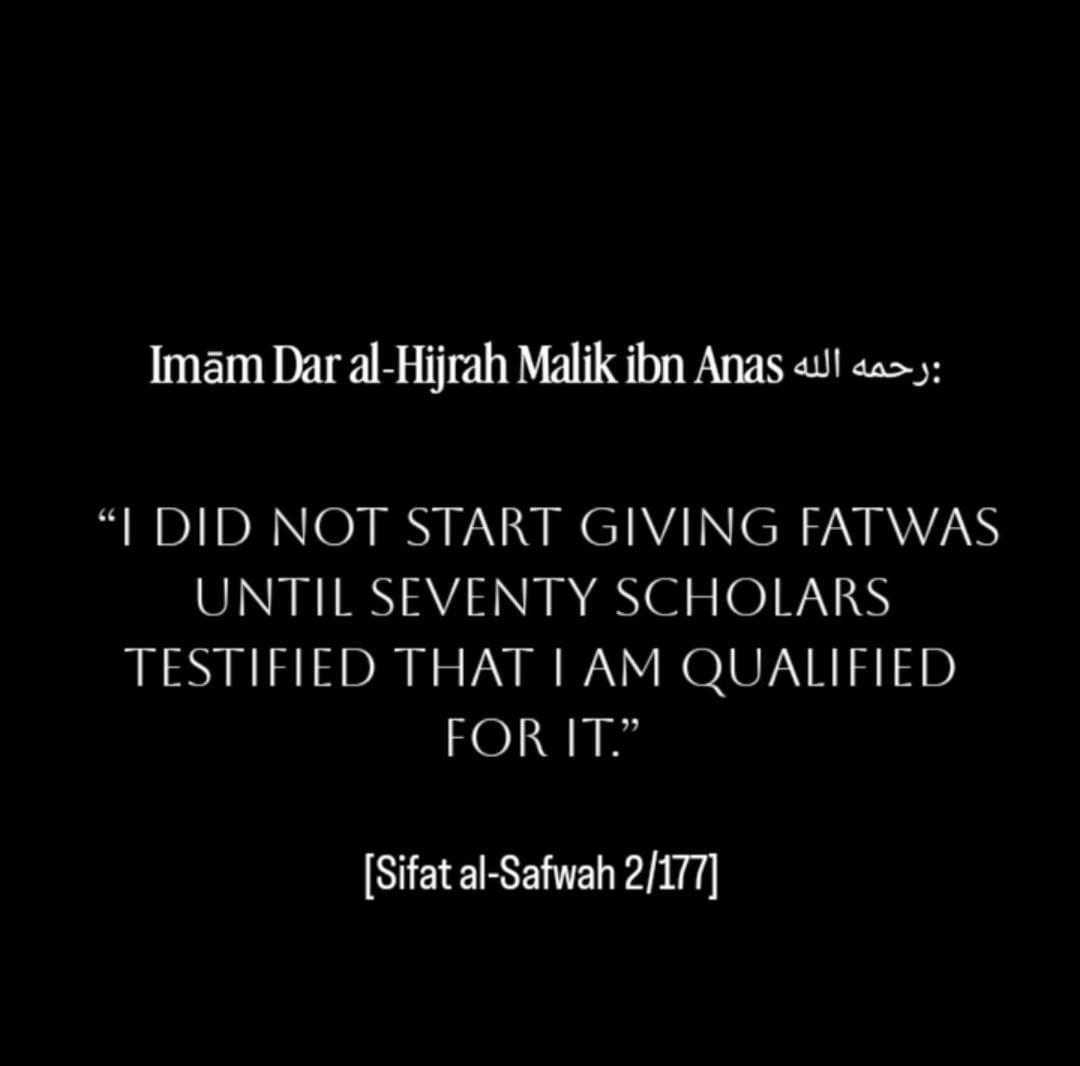 Imām Dar al-Hijrah Malik ibn Anas رحمه الله:
“I DID NOT START GIVING FATWAS
UNTIL SEVENTY SCHOLARS
TESTIFIED THAT I AM QUALIFIED
FOR IT.”
[Sifat al-Safwah 2/177]